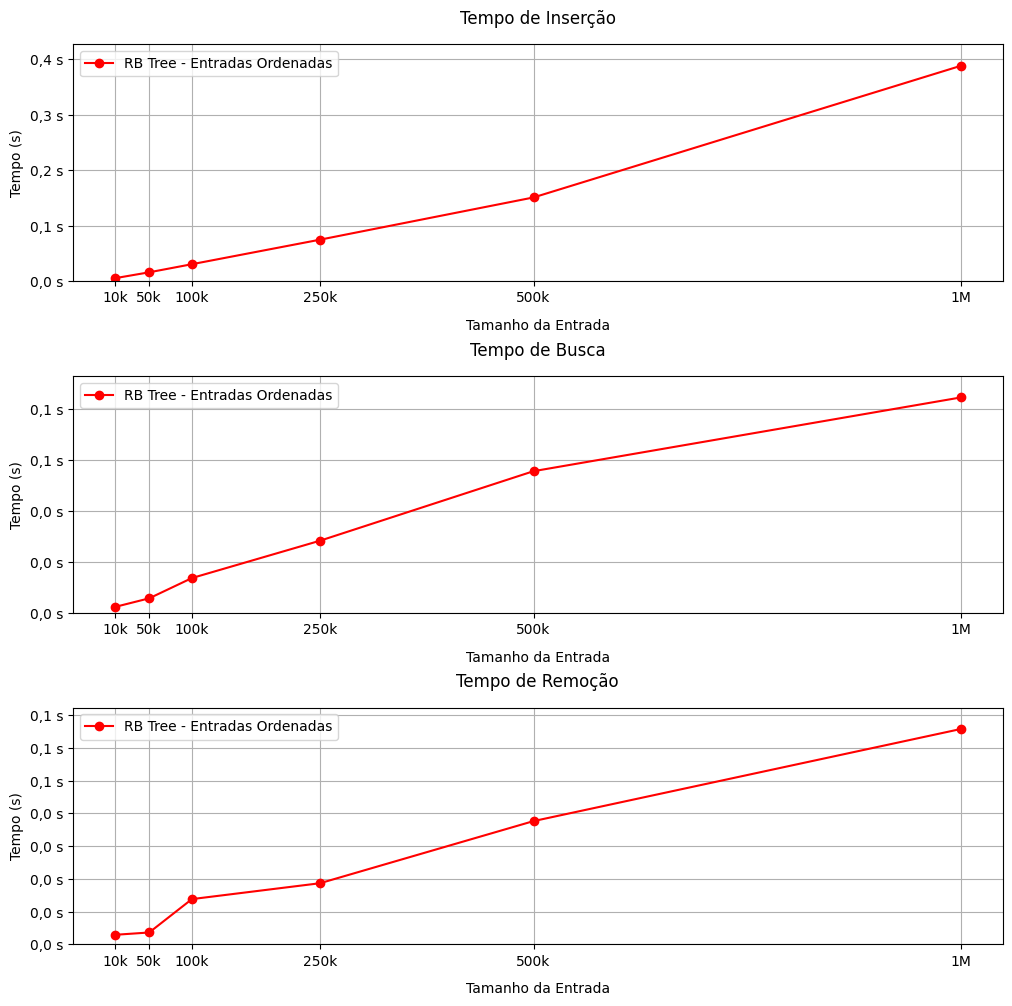 Tempo de Inserção
RB Tree - Entradas Ordenadas
Tempo (s)
0,4 s
0,3 s
0,2 s
0,1 s
0,0 s
10k 50k 100k 250k 500k 1M
Tamanho da Entrada
Tempo de Busca
RB Tree - Entradas Ordenadas
Tempo (s)
0,1 s
0,1 s
0,0 s
0,0 s
0,0 s
10k 50k 100k 250k 500k 1M
Tamanho da Entrada
Tempo de Remoção
RB Tree - Entradas Ordenadas
Tempo (s)
0,1 s
0,1 s
0,1 s
0,0 s
0,0 s
0,0 s
0,0 s
0,0 s
10k 50k 100k 250k 500k 1M
Tamanho da Entrada